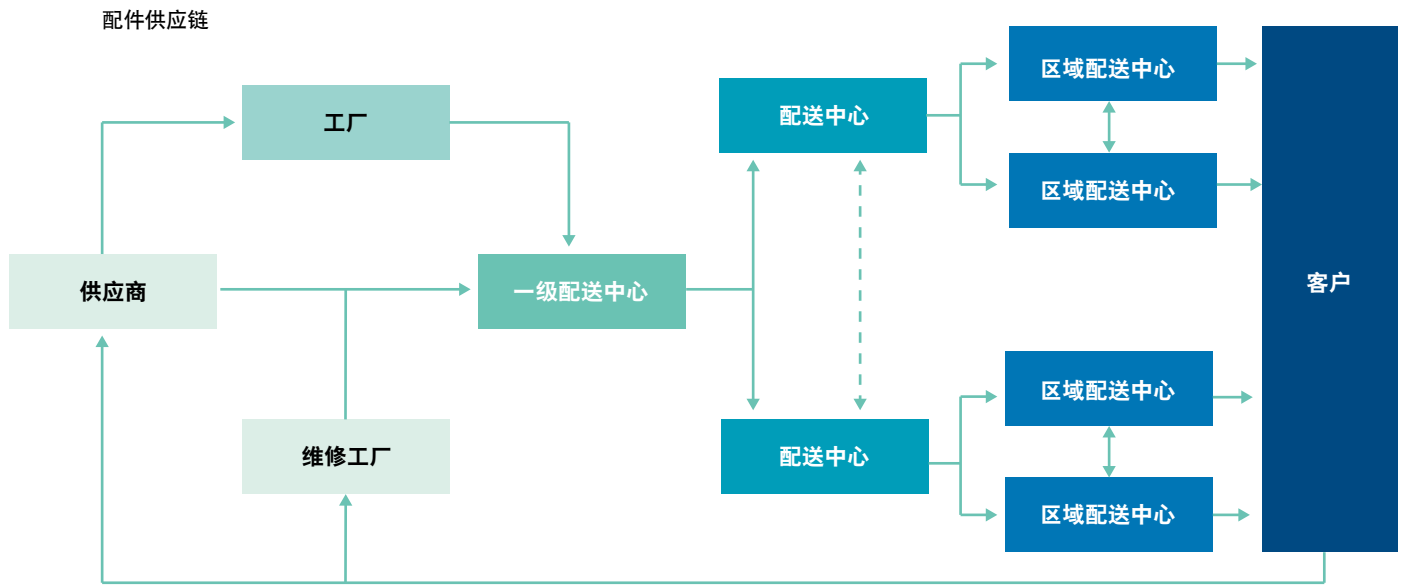 配件供应链
工厂
供应商
维修工厂
一级配送中心
配送中心
配送中心
区域配送中心
区域配送中心
区域配送中心
区域配送中心
客户